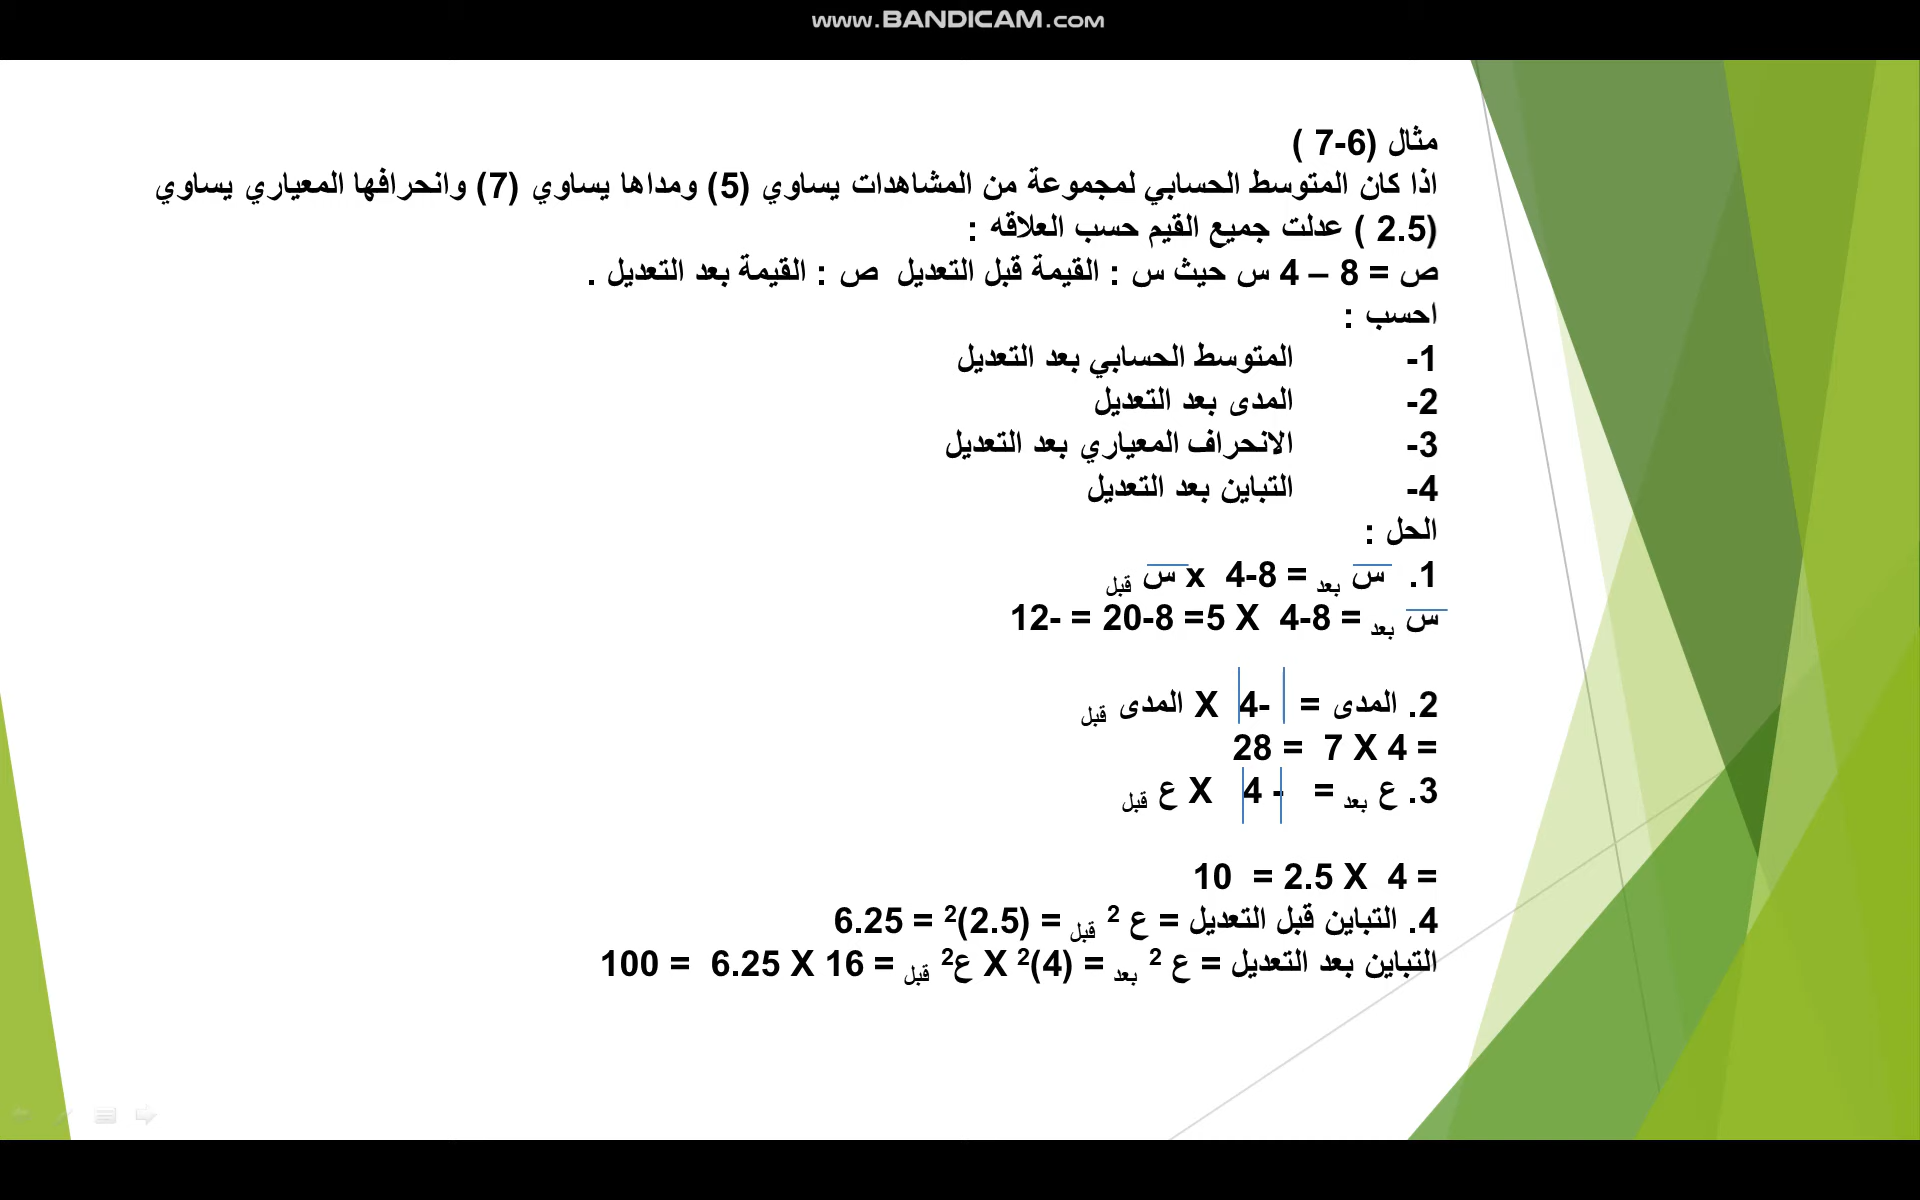 www.BANDICAM.com
مثال (6-7 )
اذا كان المتوسط الحسابي لمجموعة من المشاهدات يساوي (5) ومداها يساوي (7) وانحرافها المعياري يساوي
(2.5 ) عدلت جميع القيم حسب العلاقه :
ص = 8 – 4 س حيث س : القيمة قبل التعديل ص : القيمة بعد التعديل .
احسب :
1- المتوسط الحسابي بعد التعديل
2- المدى بعد التعديل
3- الانحراف المعياري بعد التعديل
4- التباين بعد التعديل
الحل :
1. س بعد = 8-4 x س قبل
س بعد = 8-4 X 5= 8-20 = -12
2. المدى = | -4 | X المدى قبل
= 4 X 7 = 28
3. ع بعد = | - 4 | X ع قبل
= 4 X 2.5 = 10
4. التباين قبل التعديل = ع 2 قبل = (2.5)2 = 6.25
التباين بعد التعديل = ع 2 بعد = (4)2 X ع2 قبل = 16 X 6.25 = 100